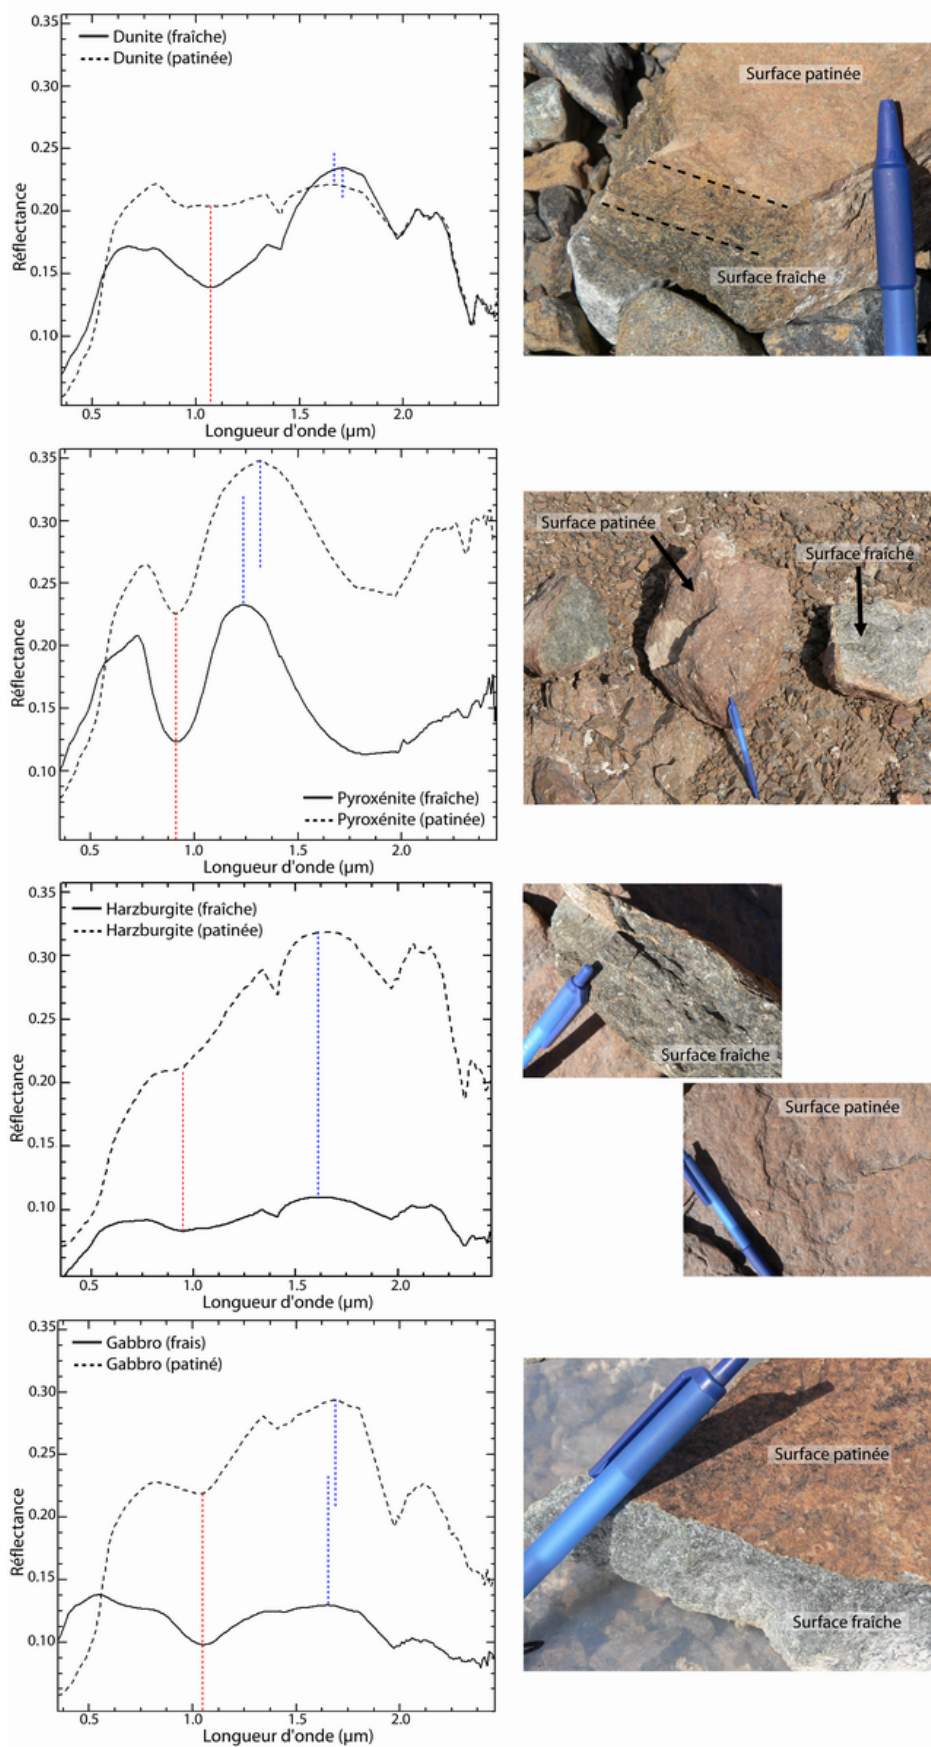 0.35
Dunite (fraîche)
Dunite (patinée)
0.30
0.25
0.20
0.15
0.10
Réflectance
0.5
1.0
1.5
2.0
Longueur d'onde (µm)
Surface patinée
Surface fraîche
0.35
0.30
0.25
0.20
0.15
0.10
Réflectance
Pyroxénite (fraîche)
Pyroxénite (patinée)
0.5
1.0
1.5
2.0
Longueur d'onde (µm)
Surface patinée
Surface fraîche
0.35
Harzburgite (fraîche)
Harzburgite (patinée)
0.30
0.25
0.20
0.15
0.10
Réflectance
0.5
1.0
1.5
2.0
Longueur d'onde (µm)
Surface fraîche
Surface patinée
0.35
Gabbro (frais)
Gabbro (patiné)
0.30
0.25
0.20
0.15
0.10
Réflectance
0.5
1.0
1.5
2.0
Longueur d'onde (µm)
Surface patinée
Surface fraîche